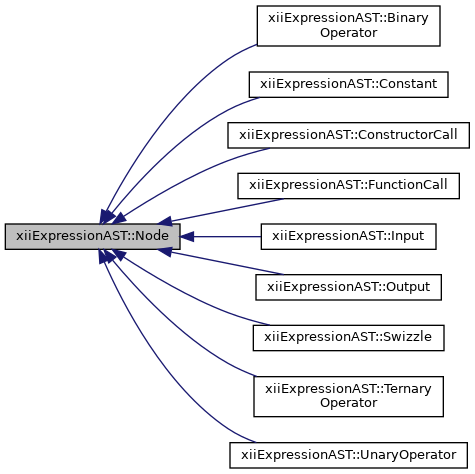 xiiExpressionAST::Binary
Operator
xiiExpressionAST::Constant
xiiExpressionAST::ConstructorCall
xiiExpressionAST::FunctionCall
xiiExpressionAST::Node
xiiExpressionAST::Input
xiiExpressionAST::Output
xiiExpressionAST::Swizzle
xiiExpressionAST::Ternary
Operator
xiiExpressionAST::UnaryOperator